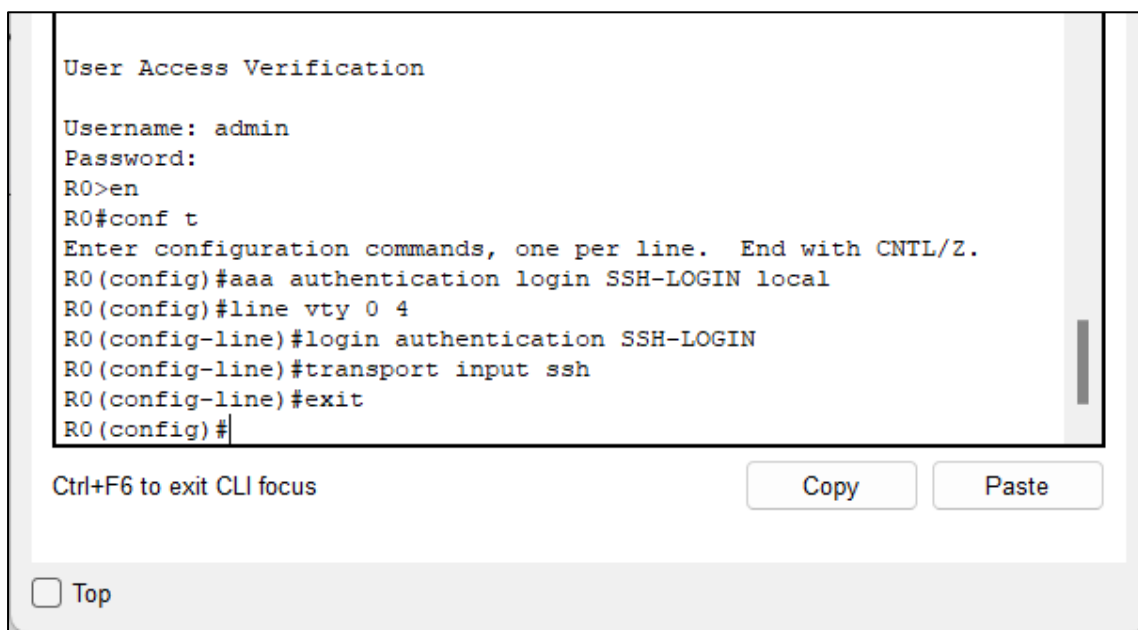 User Access Verification
Username: admin
Password:
R0>en
R0#conf t
Enter configuration commands, one per line.  End with CNTL/Z.
R0(config)#aaa authentication login SSH-LOGIN local
R0(config)#line vty 0 4
R0(config-line)#login authentication SSH-LOGIN
R0(config-line)#transport input ssh
R0(config-line)#exit
R0(config)#
Ctrl+F6 to exit CLI focus
Copy
Paste
Top